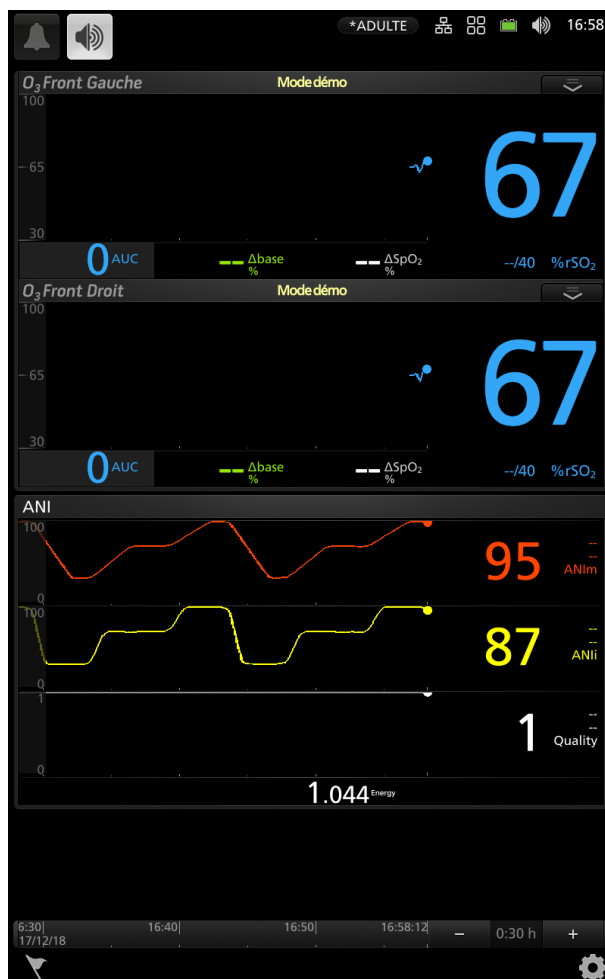 *ADULTE 16:58
O₃ Front Gauche Mode démo
100
65
30
67
0 AUC -- Δbase % -- ΔSpO₂ --/40 %rSO₂
O₃ Front Droit Mode démo
100
65
30
67
0 AUC -- Δbase % -- ΔSpO₂ --/40 %rSO₂
ANI
100
0
95 -- -- ANIm
100
0
87 -- -- ANIi
1
0
1 -- -- Quality
1.044 Energy
6:30 16:40 16:50 16:58:12 − 0:30 h +
17/12/18